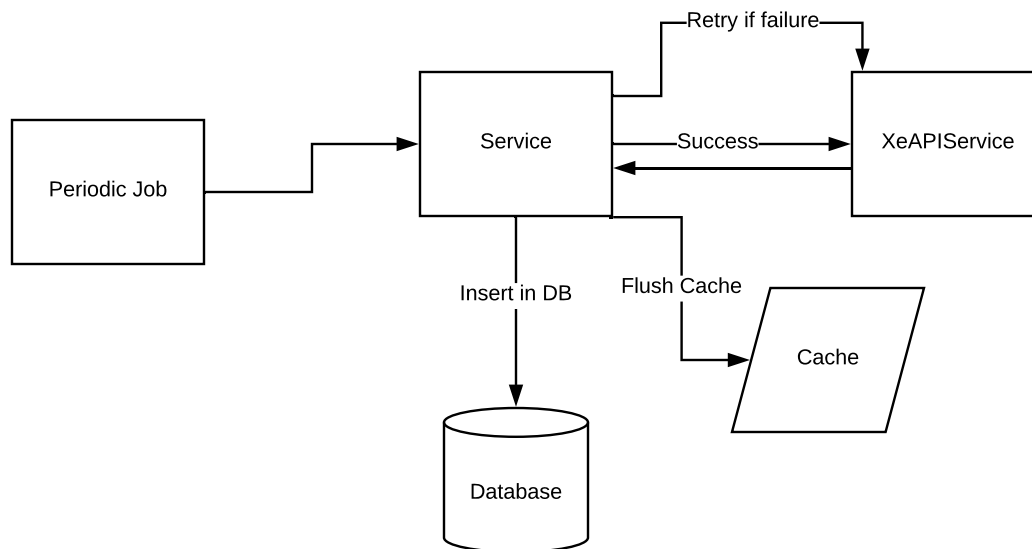 Retry if failure
Service
Success
XeAPIService
Periodic Job
Insert in DB
Flush Cache
Cache
Database